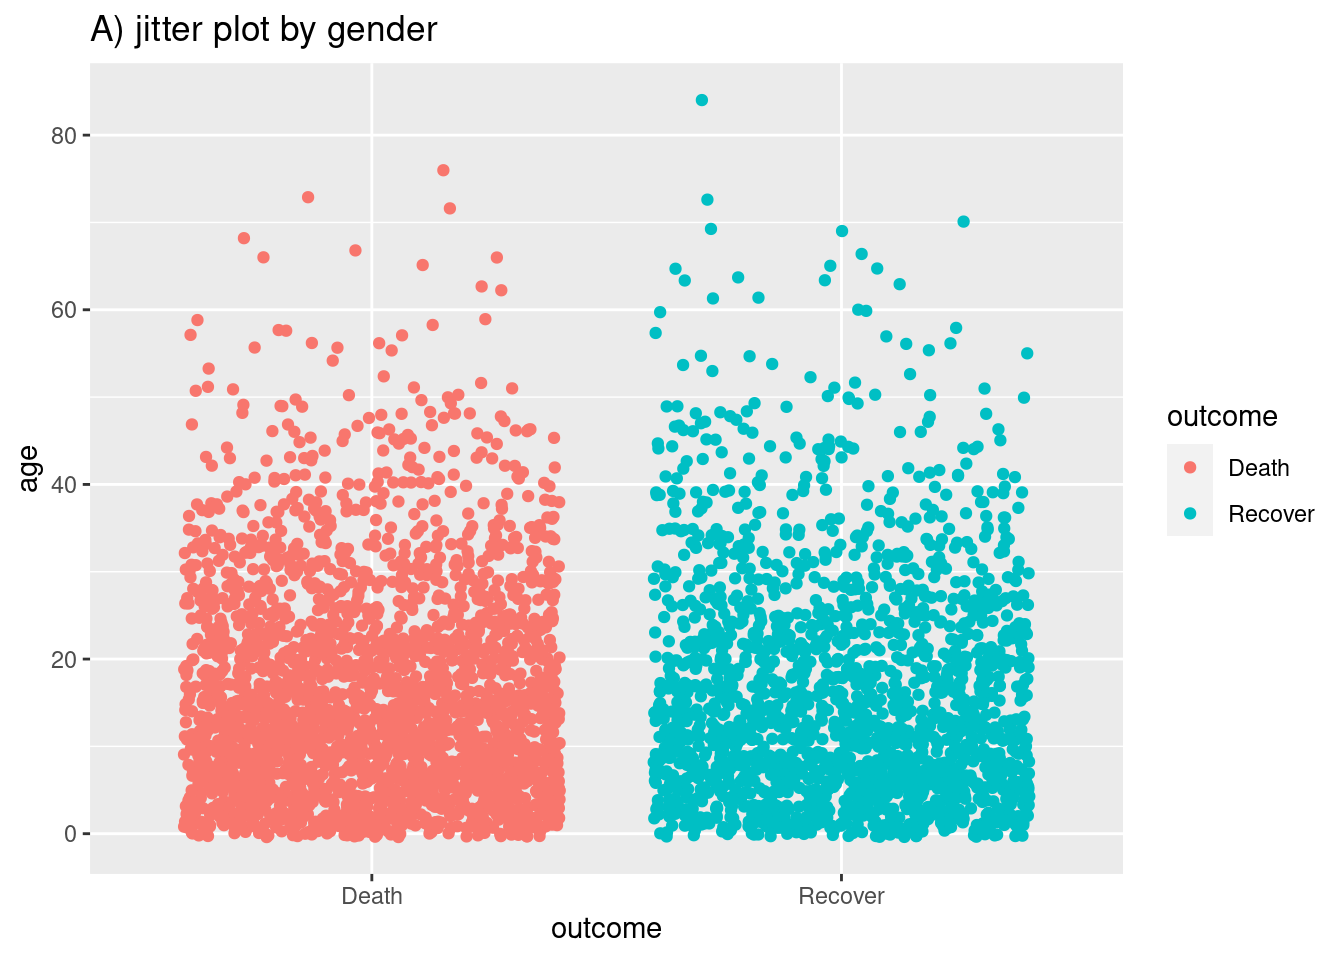 A) jitter plot by gender
80
60
40
20
0
age
Death
Recover
outcome
outcome
Death
Recover